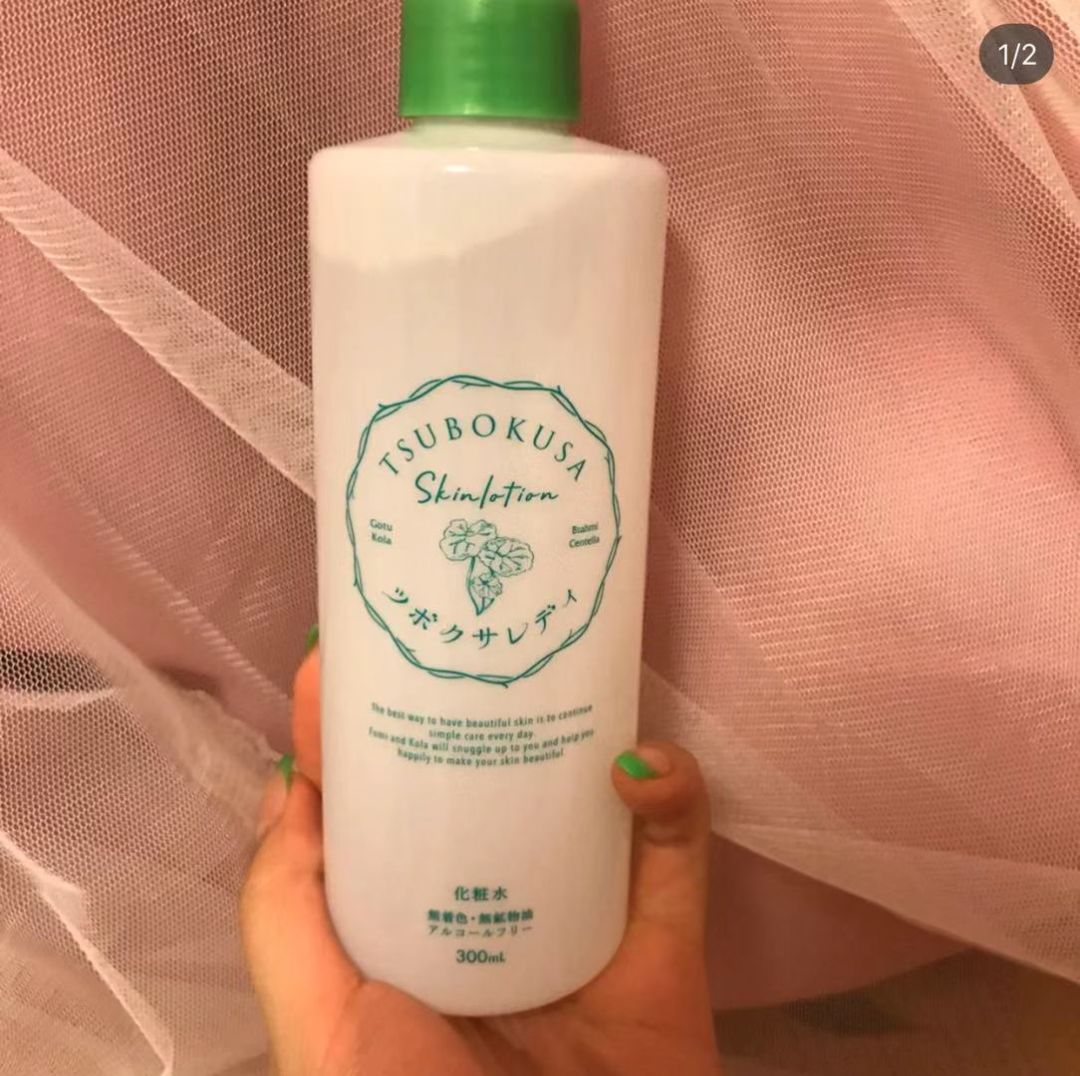 1/2
TSUBOKUSA
Skinlotion
Gotu
Kola
Brahmi
Centella
ツボクサレディ
The best way to have beautiful skin is to continue
simple care every day.
Fumi and Kola will snuggle up to you and help you
happily to make your skin beautiful.
化粧水
無着色・無鉱物油
アルコールフリー
300mL